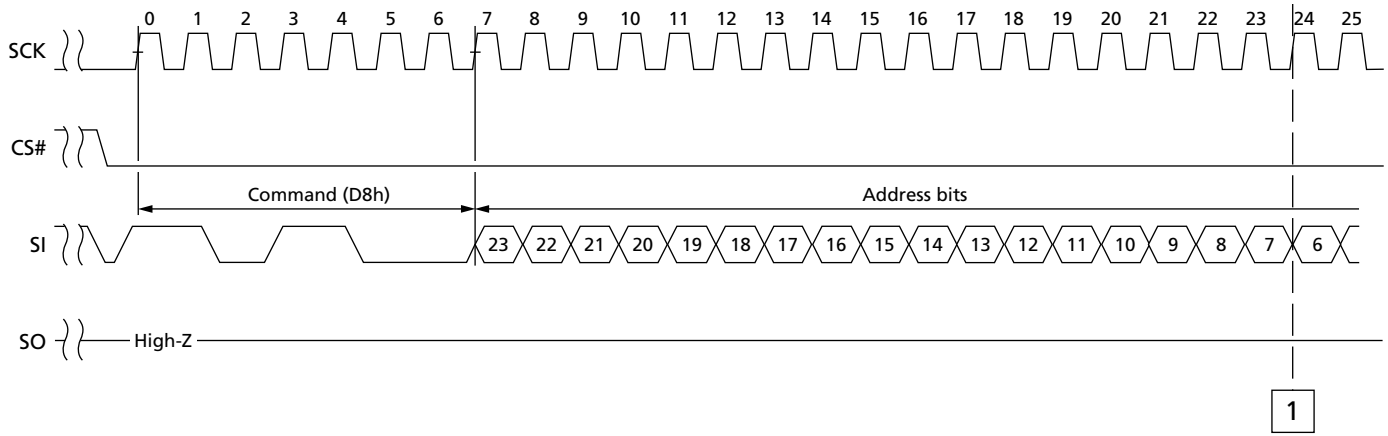 0 1 2 3 4 5 6 7 8 9 10 11 12 13 14 15 16 17 18 19 20 21 22 23 24 25
SCK
CS#
Command (D8h) Address bits
SI 23 22 21 20 19 18 17 16 15 14 13 12 11 10 9 8 7 6
SO High-Z
1